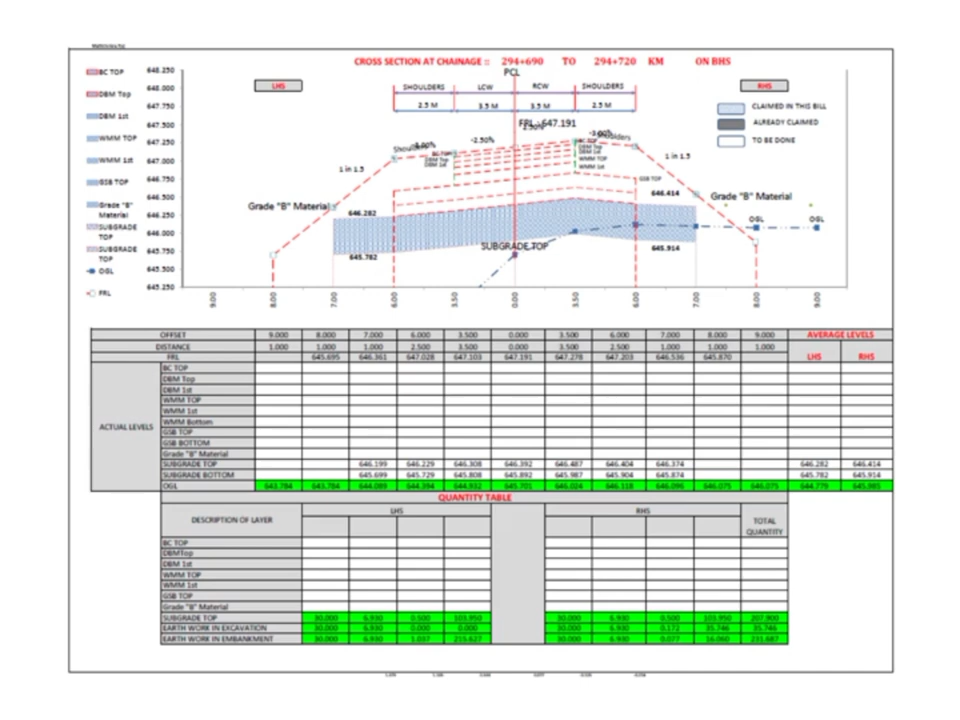 CROSS SECTION AT CHAINAGE : 294+690 TO 294+720 KM ON BHS
PCL
LHS
RHS
SHOULDERS LCW RCW SHOULDERS
2.5 M 3.5 M 3.5 M 2.5 M
BC TOP
DBM Top
DBM 1st
WMM TOP
WMM 1st
GSB TOP
Grade "B" Material
SUBGRADE TOP
SUBGRADE TOP
OGL
FRL
648.250
648.000
647.750
647.500
647.250
647.000
646.750
646.500
646.250
646.000
645.750
645.500
645.250
CLAIMED IN THIS BILL
ALREADY CLAIMED
TO BE DONE
FRL 647.191
-2.50%
Shoulders
1 in 1.5
1 in 1.5
BC TOP
DBM Top
DBM 1st
WMM TOP
WMM 1st
GSB TOP
Grade "B" Material
Grade "B" Material
646.282
646.414
645.782
645.914
OGL OGL
SUBGRADE TOP
9.00 8.00 7.00 6.00 3.50 0.00 3.50 6.00 7.00 8.00 9.00
OFFSET 9.000 8.000 7.000 6.000 3.500 0.000 3.500 6.000 7.000 8.000 9.000 AVERAGE LEVELS
DISTANCE 1.000 1.000 1.000 2.500 3.500 0.000 3.500 2.500 1.000 1.000 1.000 LHS RHS
FRL 645.695 646.361 647.028 647.103 647.191 647.278 647.203 646.536 645.870
ACTUAL LEVELS
BC TOP
DBM Top
DBM 1st
WMM TOP
WMM 1st
WMM Bottom
GSB TOP
GSB BOTTOM
Grade "B" Material
SUBGRADE TOP 646.199 646.229 646.308 646.392 646.487 646.404 646.374 646.282 646.414
SUBGRADE BOTTOM 645.699 645.729 645.808 645.892 645.987 645.904 645.874 645.782 645.914
OGL 643.784 643.784 644.089 644.394 644.932 645.701 646.024 646.118 646.096 646.075 646.075 644.779 645.985
QUANTITY TABLE
DESCRIPTION OF LAYER LHS RHS TOTAL QUANTITY
BC TOP
DBMTop
DBM 1st
WMM TOP
WMM 1st
GSB TOP
Grade "B" Material
SUBGRADE TOP 30.000 6.930 0.500 103.950 30.000 6.930 0.500 103.950 207.900
EARTH WORK IN EXCAVATION 30.000 6.930 0.000 0.000 30.000 6.930 0.172 35.746 35.746
EARTH WORK IN EMBANKMENT 30.000 6.930 1.037 215.627 30.000 6.930 0.077 16.060 231.687